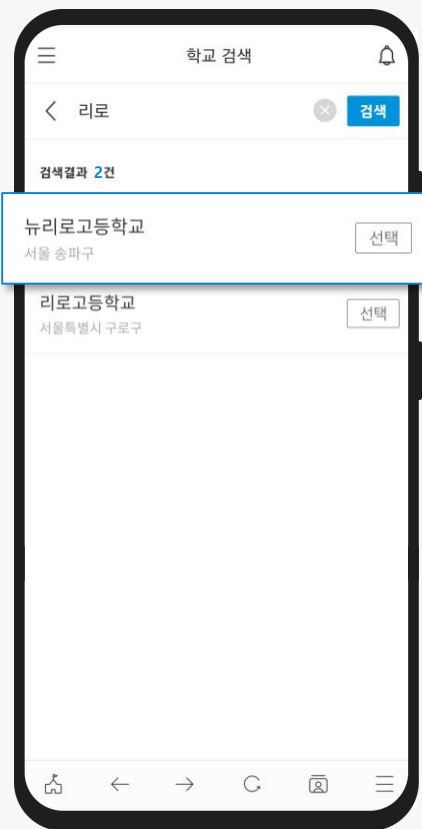 학교 검색
리로
검색
검색결과 2건
뉴리로고등학교
선택
서울 송파구
리로고등학교
선택
서울특별시 구로구